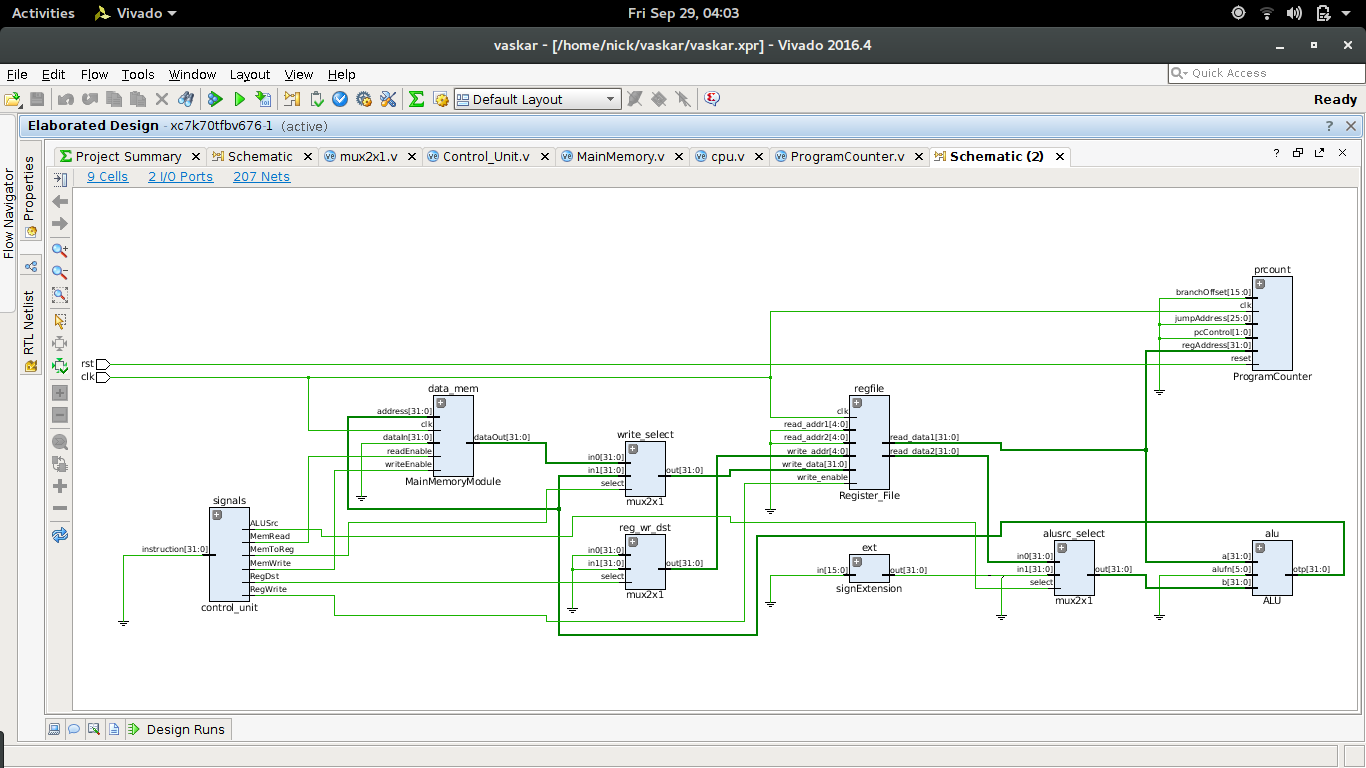 Activities Vivado Fri Sep 29, 04:03
vaskar - [/home/nick/vaskar/vaskar.xpr] - Vivado 2016.4
File Edit Flow Tools Window Layout View Help
Quick Access
Default Layout
Ready
Elaborated Design - xc7k70tfbv676-1 (active)
Project Summary Schematic mux2x1.v Control_Unit.v MainMemory.v cpu.v ProgramCounter.v Schematic (2)
9 Cells 2 I/O Ports 207 Nets
Flow Navigator
Properties
RTL Netlist
prcount
branchOffset[15:0]
clk
jumpAddress[25:0]
pcControl[1:0]
regAddress[31:0]
reset
ProgramCounter
rst
clk
data_mem
address[31:0]
clk
dataIn[31:0]
readEnable
writeEnable
dataOut[31:0]
MainMemoryModule
write_select
in0[31:0]
in1[31:0]
select
out[31:0]
mux2x1
regfile
clk
read_addr1[4:0]
read_addr2[4:0]
write_addr[4:0]
write_data[31:0]
write_enable
read_data1[31:0]
read_data2[31:0]
Register_File
signals
instruction[31:0]
ALUSrc
MemRead
MemToReg
MemWrite
RegDst
RegWrite
control_unit
reg_wr_dst
in0[31:0]
in1[31:0]
select
out[31:0]
mux2x1
ext
in[15:0]
out[31:0]
signExtension
alusrc_select
in0[31:0]
in1[31:0]
select
out[31:0]
mux2x1
alu
a[31:0]
alufn[5:0]
b[31:0]
otp[31:0]
ALU
Design Runs